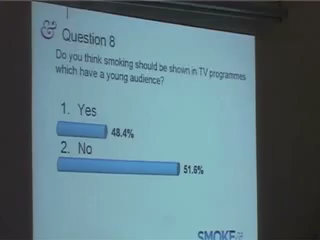 Question 8
Do you think smoking should be shown in TV programmes
which have a young audience?
1. Yes
48.4%
2. No
51.6%
SMOKE